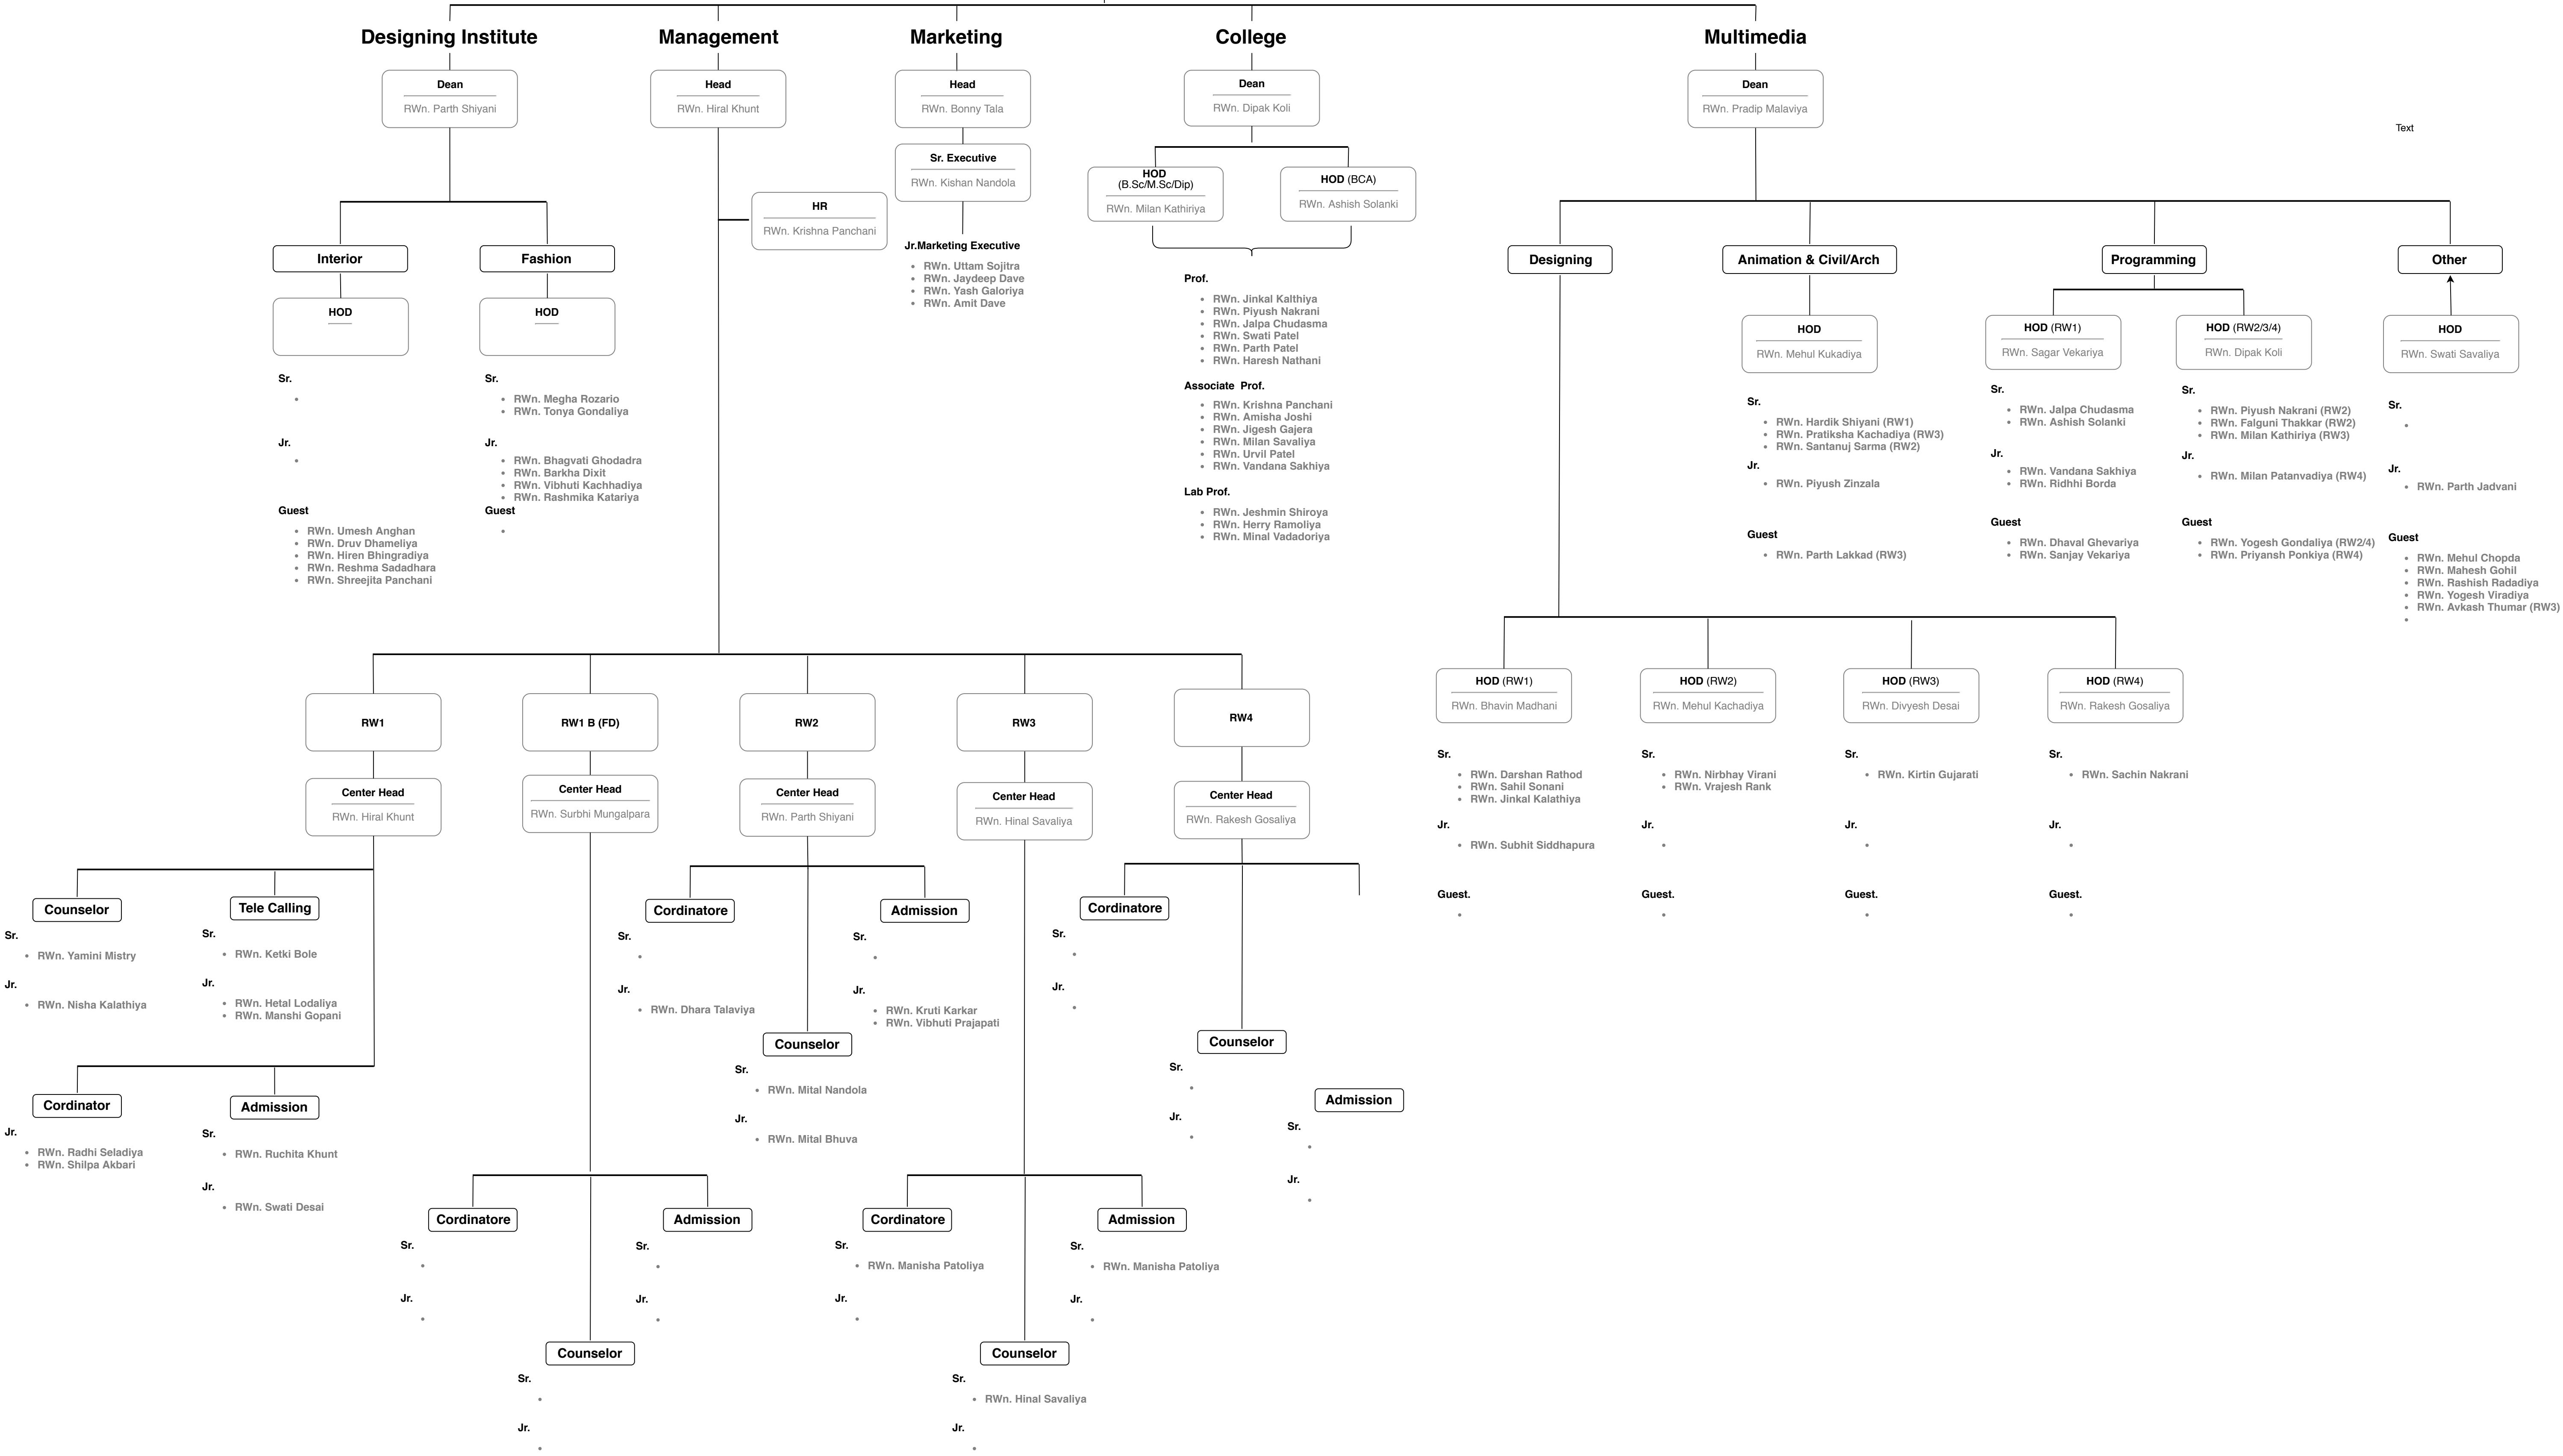 Designing Institute
Management
Marketing
College
Multimedia
Dean
RWn. Parth Shiyani
Head
RWn. Hiral Khunt
Head
RWn. Bonny Tala
Dean
RWn. Dipak Koli
Dean
RWn. Pradip Malaviya
Text
Interior
HOD
Sr.
Jr.
Guest
• RWn. Umesh Anghan
• RWn. Druv Dhameliya
• RWn. Hiren Bhingradiya
• RWn. Reshma Sadadhara
• RWn. Shreejita Panchani
Fashion
HOD
Sr.
• RWn. Megha Rozario
• RWn. Tonya Gondaliya
Jr.
• RWn. Bhagvati Ghodadra
• RWn. Barkha Dixit
• RWn. Vibhuti Kachhadiya
• RWn. Rashmika Katariya
Guest
HR
RWn. Krishna Panchani
Sr. Executive
RWn. Kishan Nandola
Jr.Marketing Executive
• RWn. Uttam Sojitra
• RWn. Jaydeep Dave
• RWn. Yash Galoriya
• RWn. Amit Dave
HOD
(B.Sc/M.Sc/Dip)
RWn. Milan Kathiriya
HOD (BCA)
RWn. Ashish Solanki
Prof.
• RWn. Jinkal Kalthiya
• RWn. Piyush Nakrani
• RWn. Jalpa Chudasma
• RWn. Swati Patel
• RWn. Parth Patel
• RWn. Haresh Nathani
Associate  Prof.
• RWn. Krishna Panchani
• RWn. Amisha Joshi
• RWn. Jigesh Gajera
• RWn. Milan Savaliya
• RWn. Urvil Patel
• RWn. Vandana Sakhiya
Lab Prof.
• RWn. Jeshmin Shiroya
• RWn. Herry Ramoliya
• RWn. Minal Vadadoriya
Designing
Animation & Civil/Arch
HOD
RWn. Mehul Kukadiya
Sr.
• RWn. Hardik Shiyani (RW1)
• RWn. Pratiksha Kachadiya (RW3)
• RWn. Santanuj Sarma (RW2)
Jr.
• RWn. Piyush Zinzala
Guest
• RWn. Parth Lakkad (RW3)
Programming
HOD (RW1)
RWn. Sagar Vekariya
Sr.
• RWn. Jalpa Chudasma
• RWn. Ashish Solanki
Jr.
• RWn. Vandana Sakhiya
• RWn. Ridhhi Borda
Guest
• RWn. Dhaval Ghevariya
• RWn. Sanjay Vekariya
HOD (RW2/3/4)
RWn. Dipak Koli
Sr.
• RWn. Piyush Nakrani (RW2)
• RWn. Falguni Thakkar (RW2)
• RWn. Milan Kathiriya (RW3)
Jr.
• RWn. Milan Patanvadiya (RW4)
Guest
• RWn. Yogesh Gondaliya (RW2/4)
• RWn. Priyansh Ponkiya (RW4)
Other
HOD
RWn. Swati Savaliya
Sr.
Jr.
• RWn. Parth Jadvani
Guest
• RWn. Mehul Chopda
• RWn. Mahesh Gohil
• RWn. Rashish Radadiya
• RWn. Yogesh Viradiya
• RWn. Avkash Thumar (RW3)
HOD (RW1)
RWn. Bhavin Madhani
Sr.
• RWn. Darshan Rathod
• RWn. Sahil Sonani
• RWn. Jinkal Kalathiya
Jr.
• RWn. Subhit Siddhapura
Guest.
HOD (RW2)
RWn. Mehul Kachadiya
Sr.
• RWn. Nirbhay Virani
• RWn. Vrajesh Rank
Jr.
Guest.
HOD (RW3)
RWn. Divyesh Desai
Sr.
• RWn. Kirtin Gujarati
Jr.
Guest.
HOD (RW4)
RWn. Rakesh Gosaliya
Sr.
• RWn. Sachin Nakrani
Jr.
Guest.
RW1
Center Head
RWn. Hiral Khunt
Counselor
Sr.
• RWn. Yamini Mistry
Jr.
• RWn. Nisha Kalathiya
Tele Calling
Sr.
• RWn. Ketki Bole
Jr.
• RWn. Hetal Lodaliya
• RWn. Manshi Gopani
Cordinator
Jr.
• RWn. Radhi Seladiya
• RWn. Shilpa Akbari
Admission
Sr.
• RWn. Ruchita Khunt
Jr.
• RWn. Swati Desai
RW1 B (FD)
Center Head
RWn. Surbhi Mungalpara
Cordinatore
Sr.
Jr.
Admission
Sr.
Jr.
Counselor
Sr.
Jr.
RW2
Center Head
RWn. Parth Shiyani
Cordinatore
Sr.
Jr.
• RWn. Dhara Talaviya
Admission
Sr.
Jr.
• RWn. Kruti Karkar
• RWn. Vibhuti Prajapati
Counselor
Sr.
• RWn. Mital Nandola
Jr.
• RWn. Mital Bhuva
RW3
Center Head
RWn. Hinal Savaliya
Cordinatore
Sr.
• RWn. Manisha Patoliya
Jr.
Admission
Sr.
• RWn. Manisha Patoliya
Jr.
Counselor
Sr.
• RWn. Hinal Savaliya
Jr.
RW4
Center Head
RWn. Rakesh Gosaliya
Cordinatore
Sr.
Jr.
Counselor
Sr.
Jr.
Admission
Sr.
Jr.